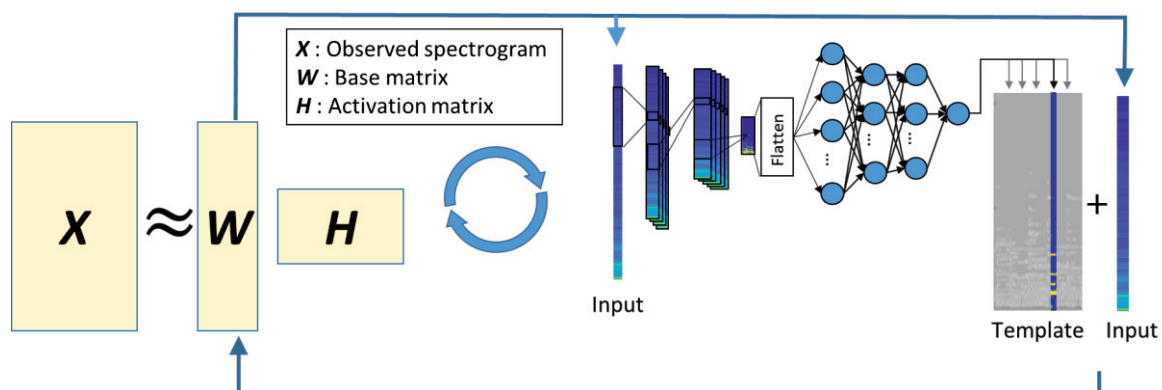 X : Observed spectrogram
W : Base matrix
H : Activation matrix
X ≈ W H
Flatten
...
...
...
...
+
Input
Template
Input